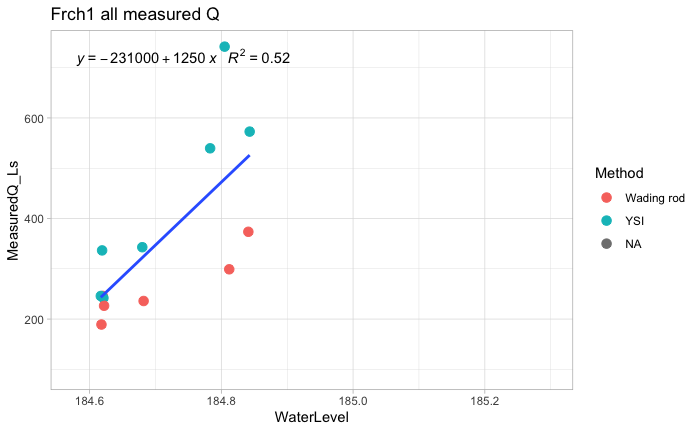 Frch1 all measured Q
y = −231000 + 1250 x R² = 0.52
600
400
200
MeasuredQ_Ls
184.6 184.8 185.0 185.2
WaterLevel
Method
Wading rod
YSI
NA